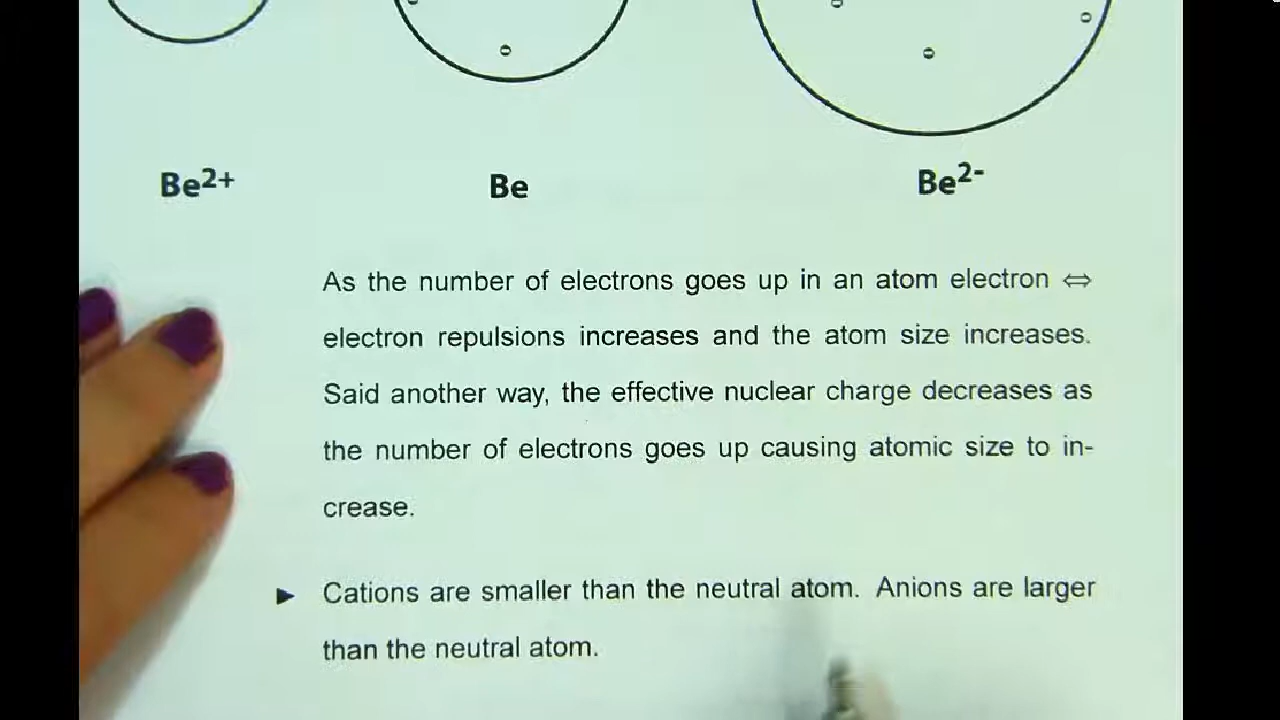 Be2+ Be Be2-
As the number of electrons goes up in an atom electron ⇔
electron repulsions increases and the atom size increases.
Said another way, the effective nuclear charge decreases as
the number of electrons goes up causing atomic size to in-
crease.
► Cations are smaller than the neutral atom. Anions are larger
than the neutral atom.